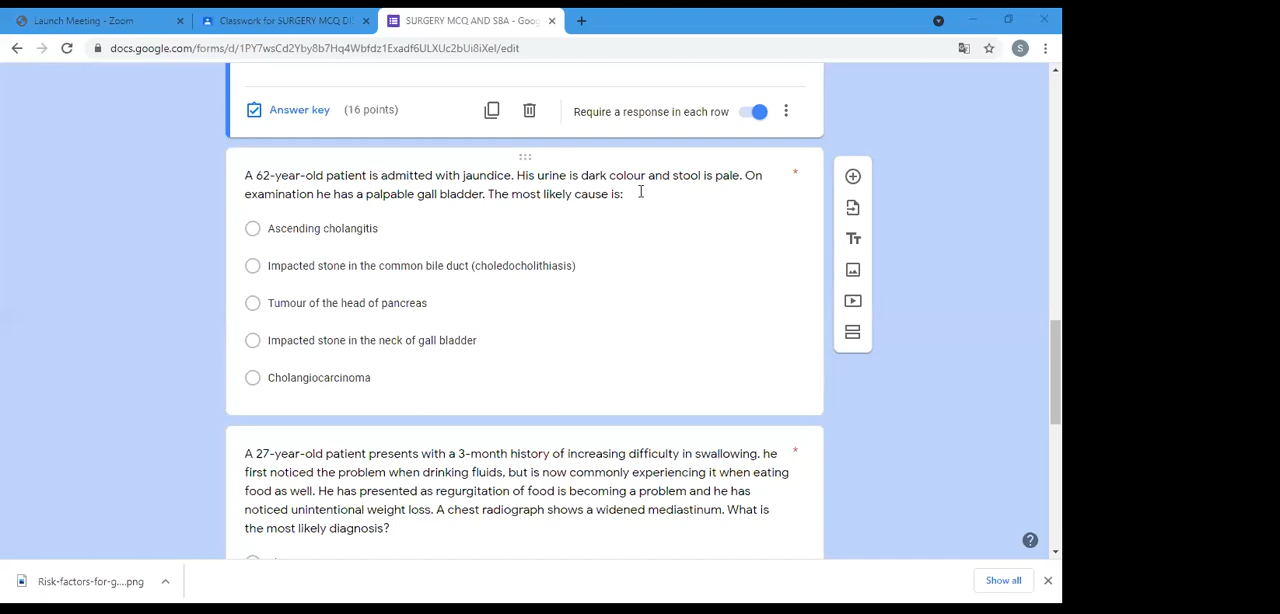 Launch Meeting - Zoom
Classwork for SURGERY MCQ DI
SURGERY MCQ AND SBA - Goog
docs.google.com/forms/d/1PY7wsCd2Yby8b7Hq4Wbfdz1Exadf6ULXUc2bUi8iXeI/edit
S
Answer key (16 points)
Require a response in each row
A 62-year-old patient is admitted with jaundice. His urine is dark colour and stool is pale. On *
examination he has a palpable gall bladder. The most likely cause is:
Ascending cholangitis
Impacted stone in the common bile duct (choledocholithiasis)
Tumour of the head of pancreas
Impacted stone in the neck of gall bladder
Cholangiocarcinoma
Tт
A 27-year-old patient presents with a 3-month history of increasing difficulty in swallowing. he *
first noticed the problem when drinking fluids, but is now commonly experiencing it when eating
food as well. He has presented as regurgitation of food is becoming a problem and he has
noticed unintentional weight loss. A chest radiograph shows a widened mediastinum. What is
the most likely diagnosis?
Risk-factors-for-g....png
Show all